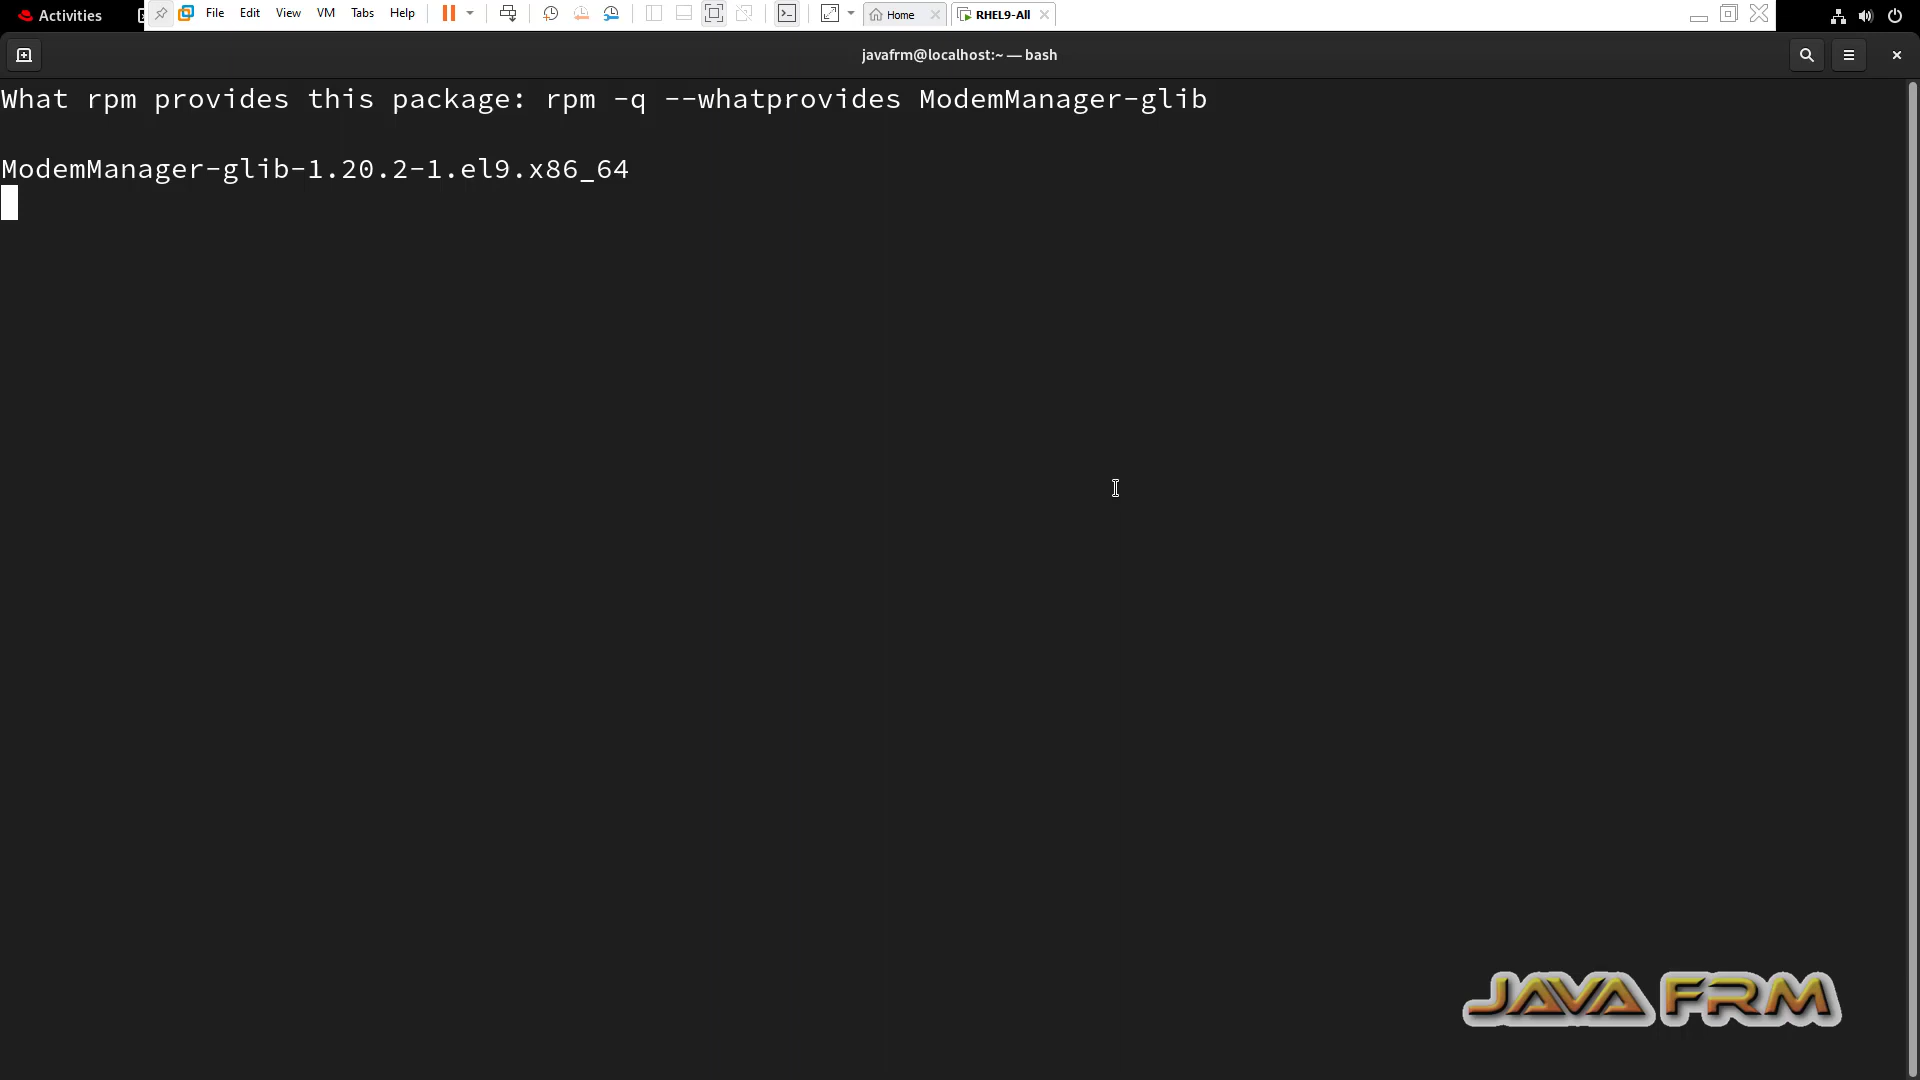 Activities
File Edit View VM Tabs Help
Home
RHEL9-All
javafrm@localhost:~ — bash
What rpm provides this package: rpm -q --whatprovides ModemManager-glib
ModemManager-glib-1.20.2-1.el9.x86_64
JAVA FRM